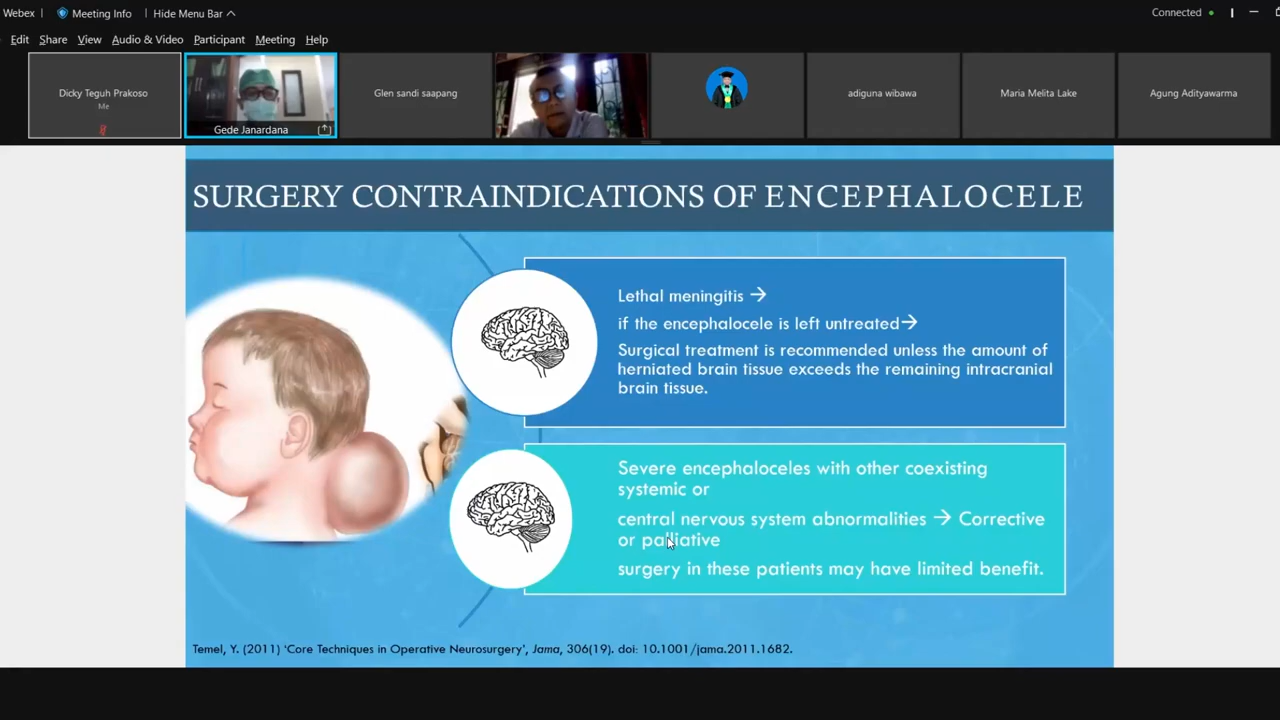 Webex
Meeting Info
Hide Menu Bar
Connected
Edit Share View Audio & Video Participant Meeting Help
Dicky Teguh Prakoso
Me
Gede Janardana
Glen sandi saapang
adiguna wibawa
Maria Melita Lake
Agung Adityawarma
SURGERY CONTRAINDICATIONS OF ENCEPHALOCELE
Lethal meningitis →
if the encephalocele is left untreated→
Surgical treatment is recommended unless the amount of
herniated brain tissue exceeds the remaining intracranial
brain tissue.
Severe encephaloceles with other coexisting
systemic or
central nervous system abnormalities → Corrective
or palliative
surgery in these patients may have limited benefit.
Temel, Y. (2011) ‘Core Techniques in Operative Neurosurgery’, Jama, 306(19). doi: 10.1001/jama.2011.1682.